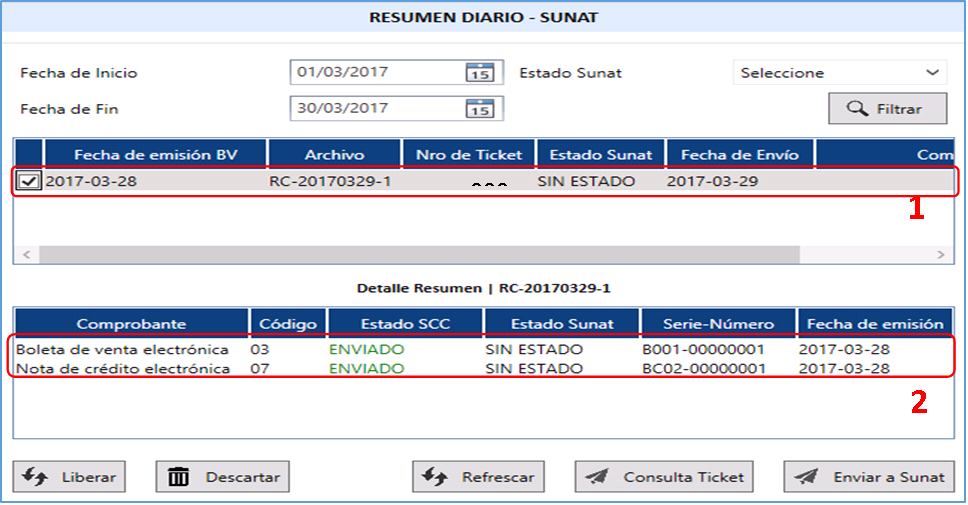 RESUMEN DIARIO - SUNAT
Fecha de Inicio 01/03/2017 15 Estado Sunat Seleccione
Fecha de Fin 30/03/2017 15 Filtrar
Fecha de emisión BV Archivo Nro de Ticket Estado Sunat Fecha de Envío Com
2017-03-28 RC-20170329-1 SIN ESTADO 2017-03-29
1
Detalle Resumen | RC-20170329-1
Comprobante Código Estado SCC Estado Sunat Serie-Número Fecha de emisión
Boleta de venta electrónica 03 ENVIADO SIN ESTADO B001-00000001 2017-03-28
Nota de crédito electrónica 07 ENVIADO SIN ESTADO BC02-00000001 2017-03-28
2
Liberar Descartar Refrescar Consulta Ticket Enviar a Sunat